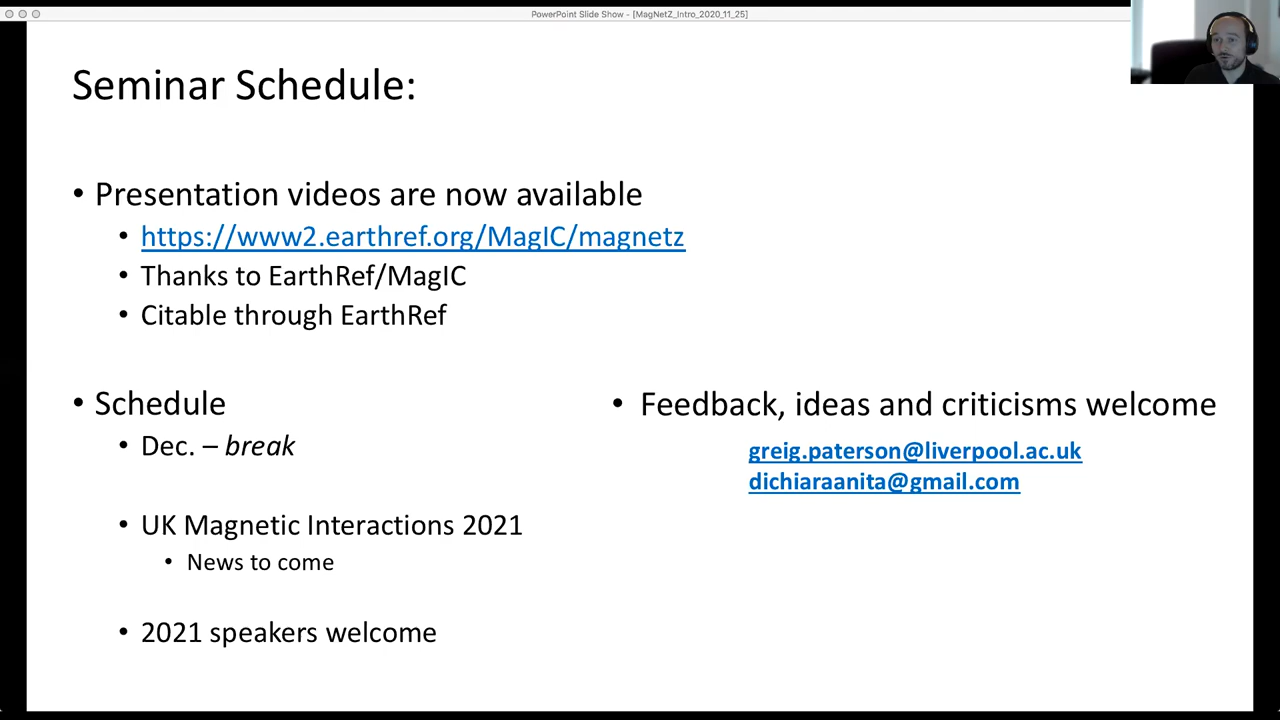 PowerPoint Slide Show - [MagNetZ_Intro_2020_11_25]
Seminar Schedule:
• Presentation videos are now available
• https://www2.earthref.org/MagIC/magnetz
• Thanks to EarthRef/MagIC
• Citable through EarthRef
• Schedule
• Dec. – break
• UK Magnetic Interactions 2021
• News to come
• 2021 speakers welcome
• Feedback, ideas and criticisms welcome
greig.paterson@liverpool.ac.uk
dichiaraanita@gmail.com